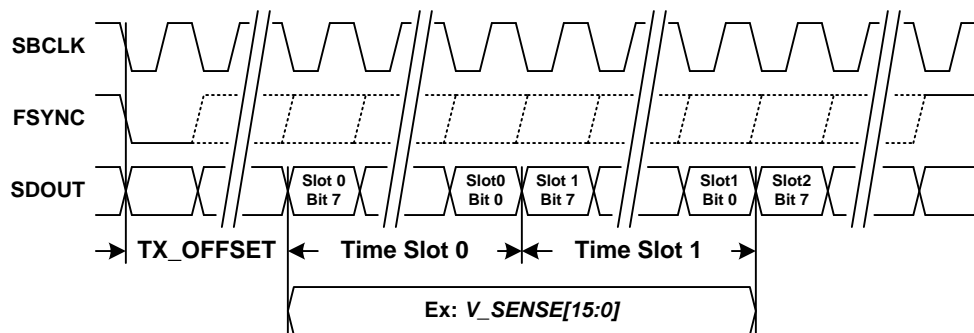 SBCLK
FSYNC
SDOUT
Slot 0
Bit 7
Slot0
Bit 0
Slot 1
Bit 7
Slot1
Bit 0
Slot2
Bit 7
TX_OFFSET
Time Slot 0
Time Slot 1
Ex: V_SENSE[15:0]